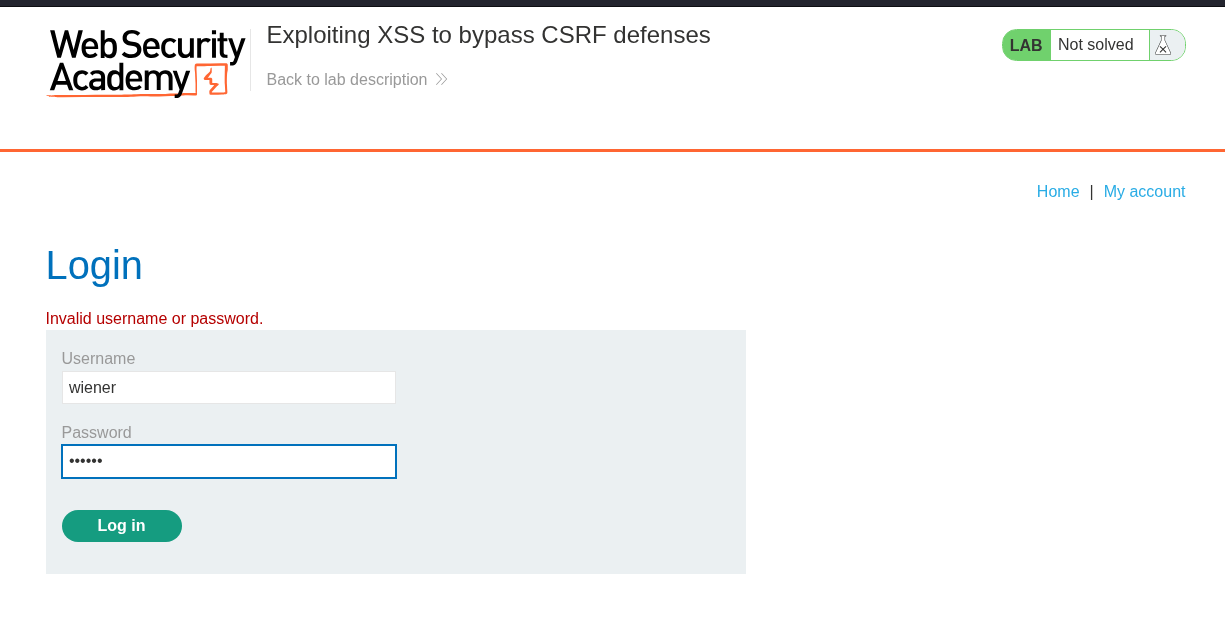 Web Security
Academy
Exploiting XSS to bypass CSRF defenses
Back to lab description
LAB Not solved
Home | My account
Login
Invalid username or password.
Username
wiener
Password
••••••
Log in